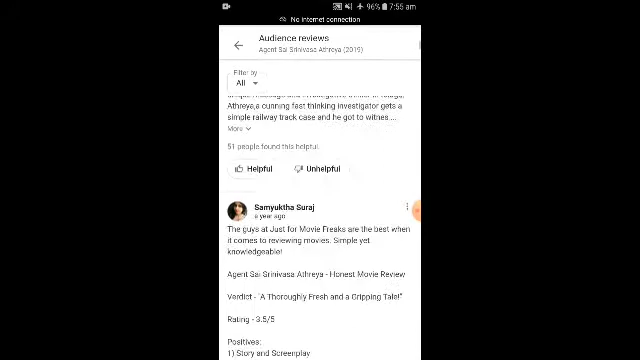 96% 7:55 am
No internet connection
Audience reviews
Agent Sai Srinivasa Athreya (2019)
Filter by
All
Athreya,a cunning fast thinking investigator gets a
simple railway track case and he got to witnes ...
More
51 people found this helpful.
Helpful Unhelpful
Samyuktha Suraj
a year ago
The guys at Just for Movie Freaks are the best when
it comes to reviewing movies. Simple yet
knowledgeable!
Agent Sai Srinivasa Athreya - Honest Movie Review
Verdict - "A Thoroughly Fresh and a Gripping Tale!"
Rating - 3.5/5
Positives:
1) Story and Screenplay